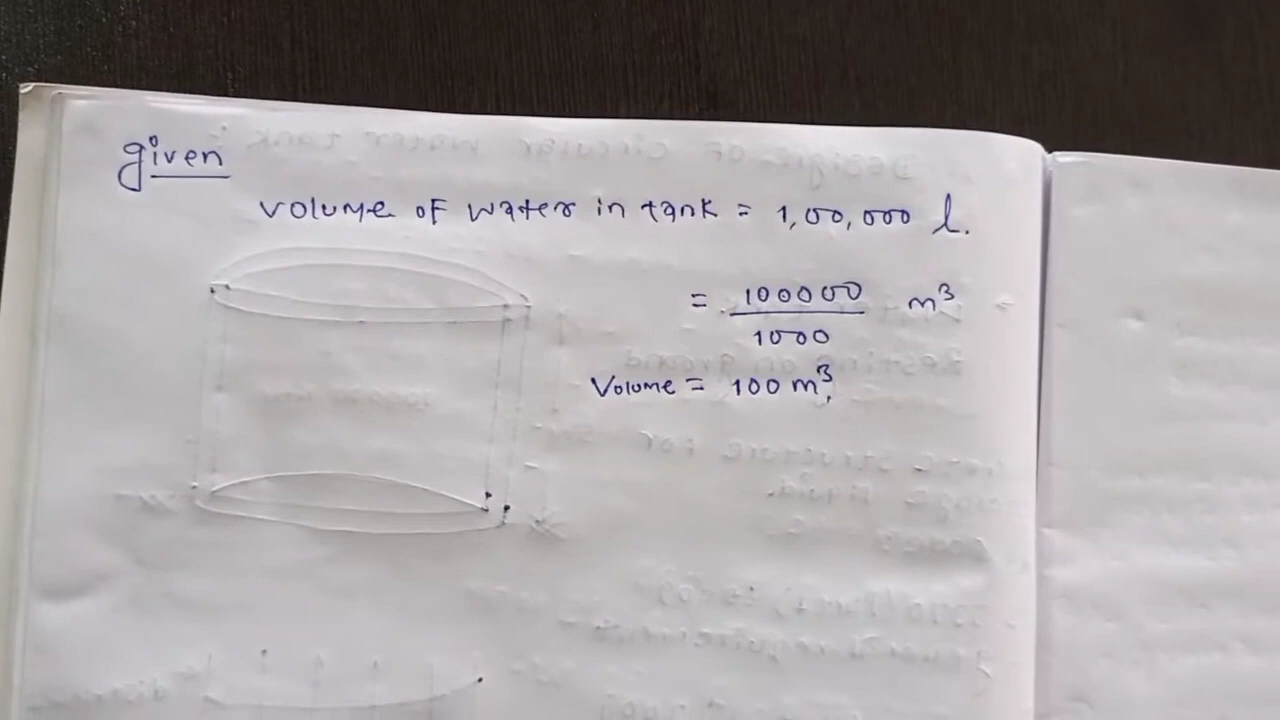 given
volume of water in tank = 1,00,000 l.
= 100000 / 1000 m³
Volume = 100 m³,